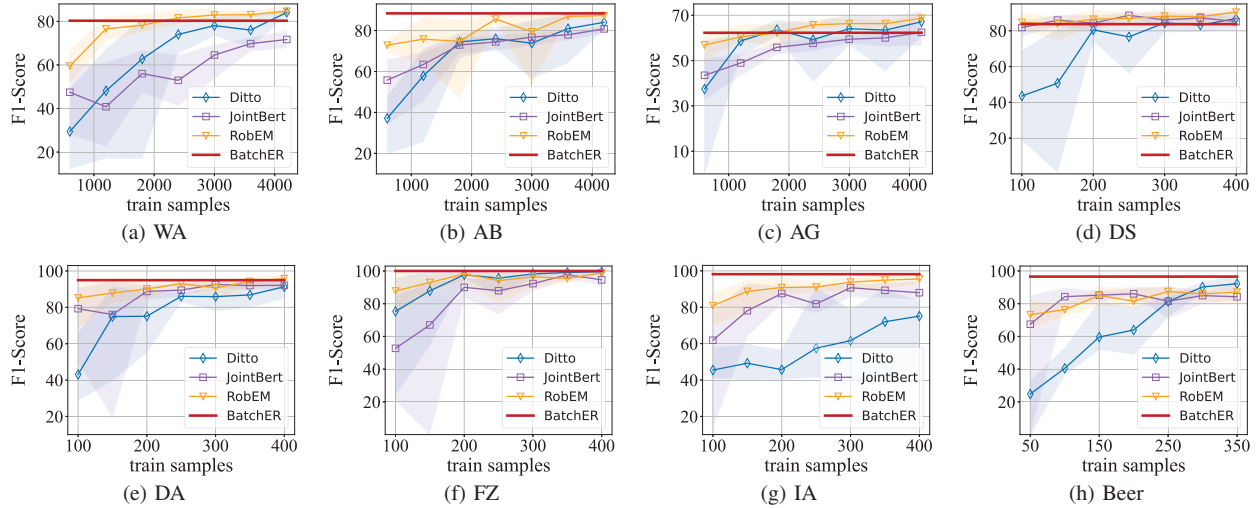 F1-Score
80
60
40
20
1000 2000 3000 4000
train samples
Ditto
JointBert
RobEM
BatchER
(a) WA
F1-Score
80
60
40
20
1000 2000 3000 4000
train samples
Ditto
JointBert
RobEM
BatchER
(b) AB
F1-Score
70
50
30
10
1000 2000 3000 4000
train samples
Ditto
JointBert
RobEM
BatchER
(c) AG
F1-Score
80
60
40
20
100 200 300 400
train samples
Ditto
JointBert
RobEM
BatchER
(d) DS
F1-Score
100
80
60
40
20
100 200 300 400
train samples
Ditto
JointBert
RobEM
BatchER
(e) DA
F1-Score
100
80
60
40
20
100 200 300 400
train samples
Ditto
JointBert
RobEM
BatchER
(f) FZ
F1-Score
100
80
60
40
20
100 200 300 400
train samples
Ditto
JointBert
RobEM
BatchER
(g) IA
F1-Score
100
80
60
40
20
50 150 250 350
train samples
Ditto
JointBert
RobEM
BatchER
(h) Beer